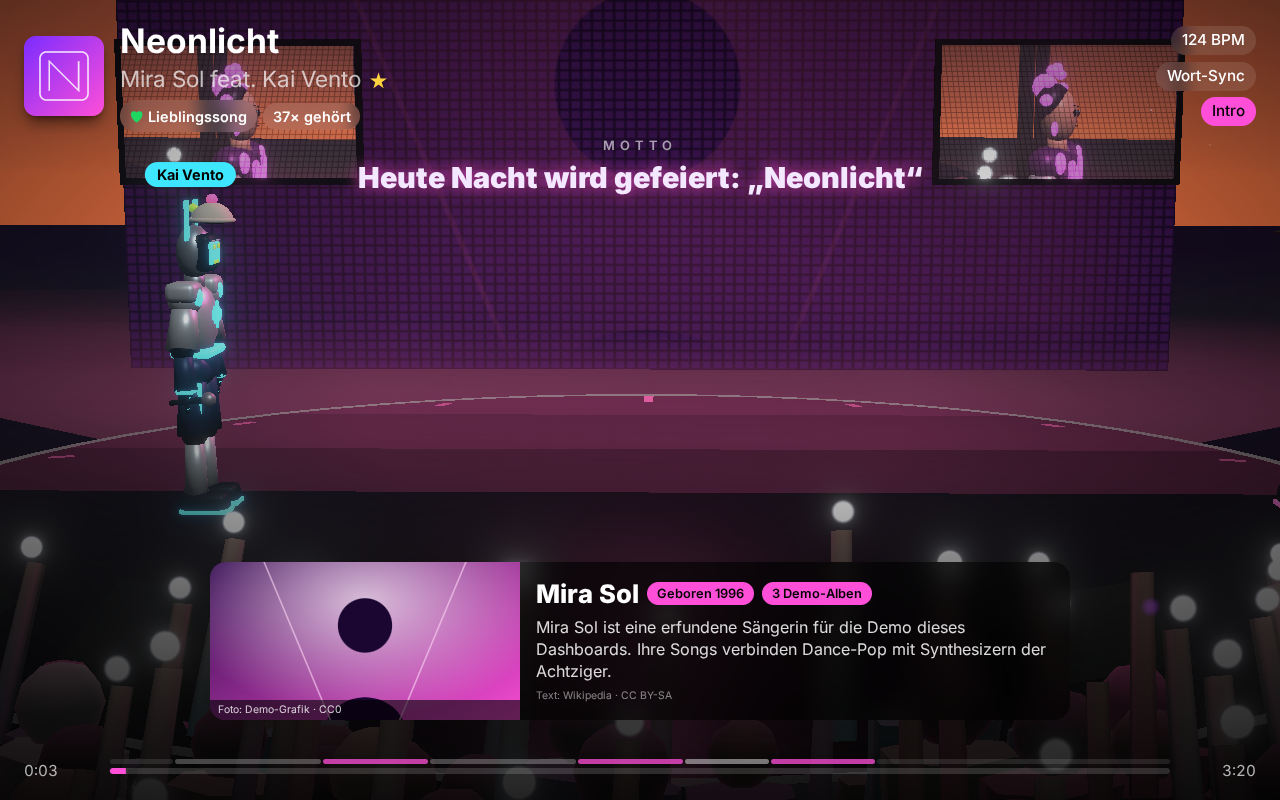 N
Neonlicht
Mira Sol feat. Kai Vento ★
Lieblingssong
37× gehört
124 BPM
Wort-Sync
Intro
MOTTO
Heute Nacht wird gefeiert: „Neonlicht“
Kai Vento
Mira Sol
Geboren 1996
3 Demo-Alben
Mira Sol ist eine erfundene Sängerin für die Demo dieses
Dashboards. Ihre Songs verbinden Dance-Pop mit Synthesizern der
Achtziger.
Text: Wikipedia · CC BY-SA
Foto: Demo-Grafik · CC0
0:03
3:20